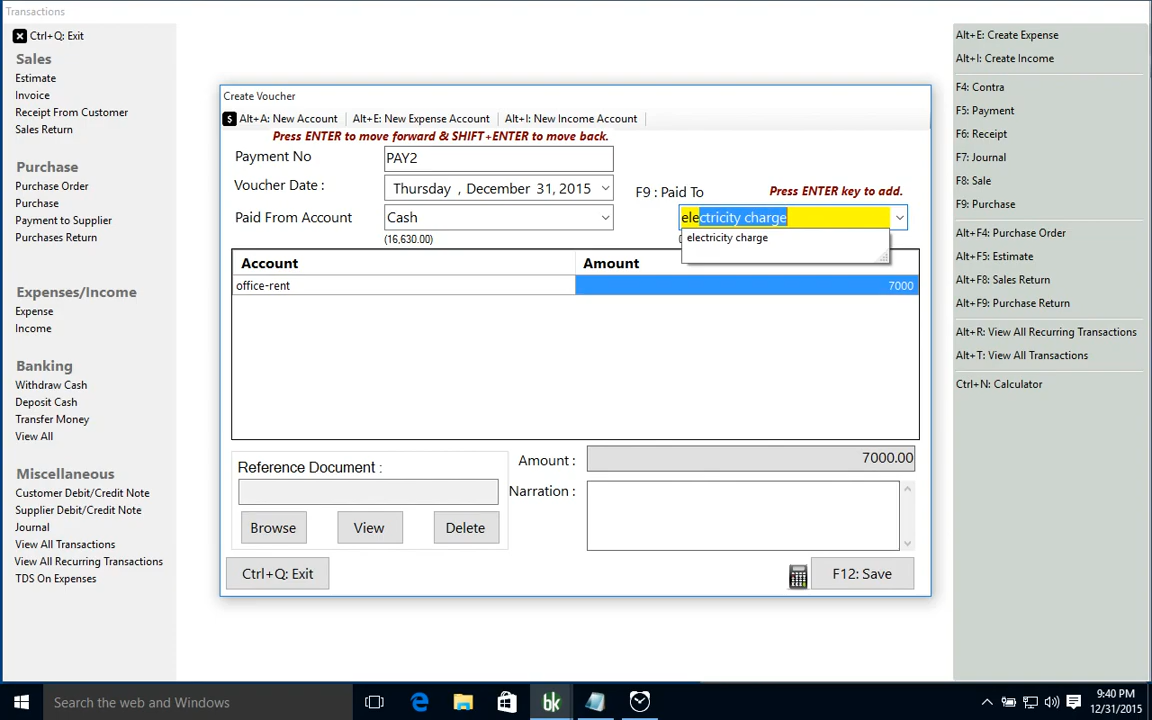 Transactions
Ctrl+Q: Exit
Sales
Estimate
Invoice
Receipt From Customer
Sales Return
Purchase
Purchase Order
Purchase
Payment to Supplier
Purchases Return
Expenses/Income
Expense
Income
Banking
Withdraw Cash
Deposit Cash
Transfer Money
View All
Miscellaneous
Customer Debit/Credit Note
Supplier Debit/Credit Note
Journal
View All Transactions
View All Recurring Transactions
TDS On Expenses
Create Voucher
$ Alt+A: New Account Alt+E: New Expense Account Alt+I: New Income Account
Press ENTER to move forward & SHIFT+ENTER to move back.
Payment No PAY2
Voucher Date : Thursday , December 31, 2015 F9 : Paid To Press ENTER key to add.
Paid From Account Cash electricity charge
(16,630.00) electricity charge
Account Amount
office-rent 7000
Reference Document :
Browse View Delete
Amount : 7000.00
Narration :
Ctrl+Q: Exit F12: Save
Alt+E: Create Expense
Alt+I: Create Income
F4: Contra
F5: Payment
F6: Receipt
F7: Journal
F8: Sale
F9: Purchase
Alt+F4: Purchase Order
Alt+F5: Estimate
Alt+F8: Sales Return
Alt+F9: Purchase Return
Alt+R: View All Recurring Transactions
Alt+T: View All Transactions
Ctrl+N: Calculator
Search the web and Windows
bk
9:40 PM
12/31/2015